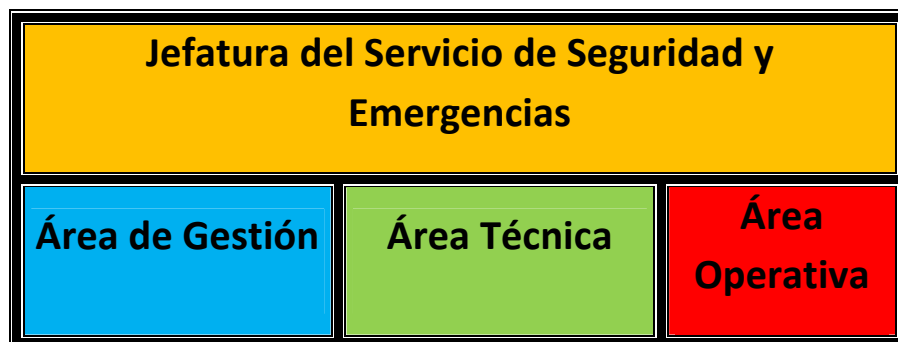 Jefatura del Servicio de Seguridad y
Emergencias
Área de Gestión
Área Técnica
Área
Operativa